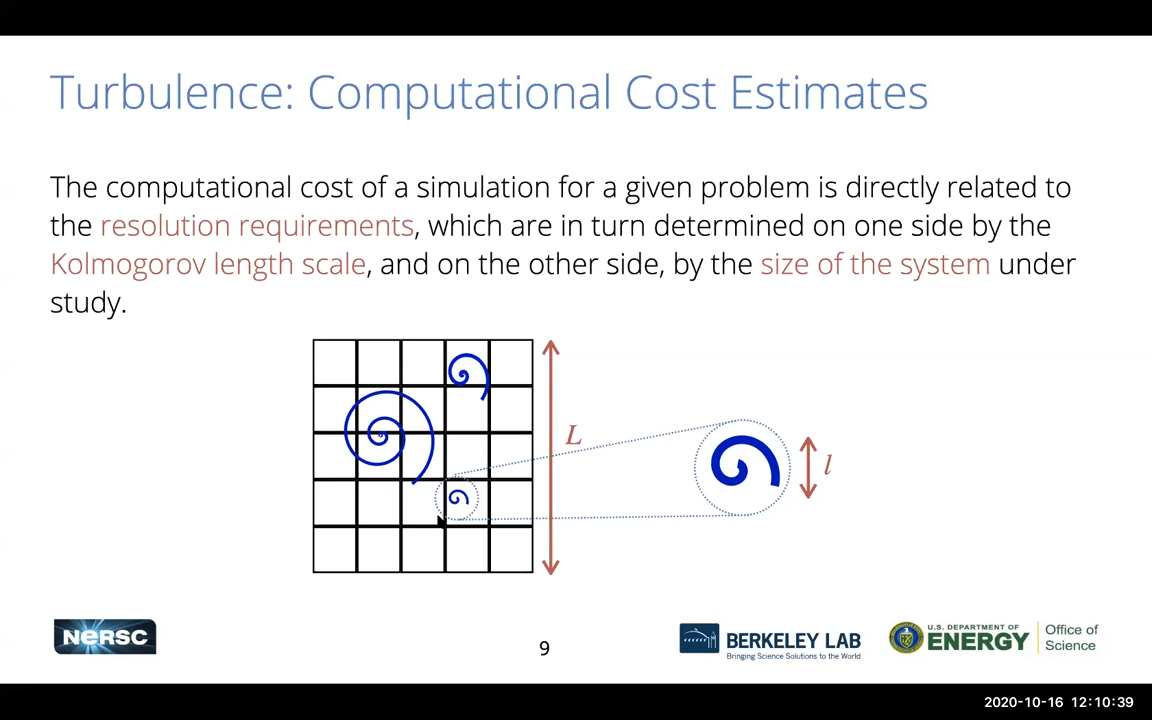 Turbulence: Computational Cost Estimates
The computational cost of a simulation for a given problem is directly related to
the resolution requirements, which are in turn determined on one side by the
Kolmogorov length scale, and on the other side, by the size of the system under
study.
L
l
NERSC
9
BERKELEY LAB
Bringing Science Solutions to the World
U.S. DEPARTMENT OF
ENERGY
Office of
Science
2020-10-16 12:10:39